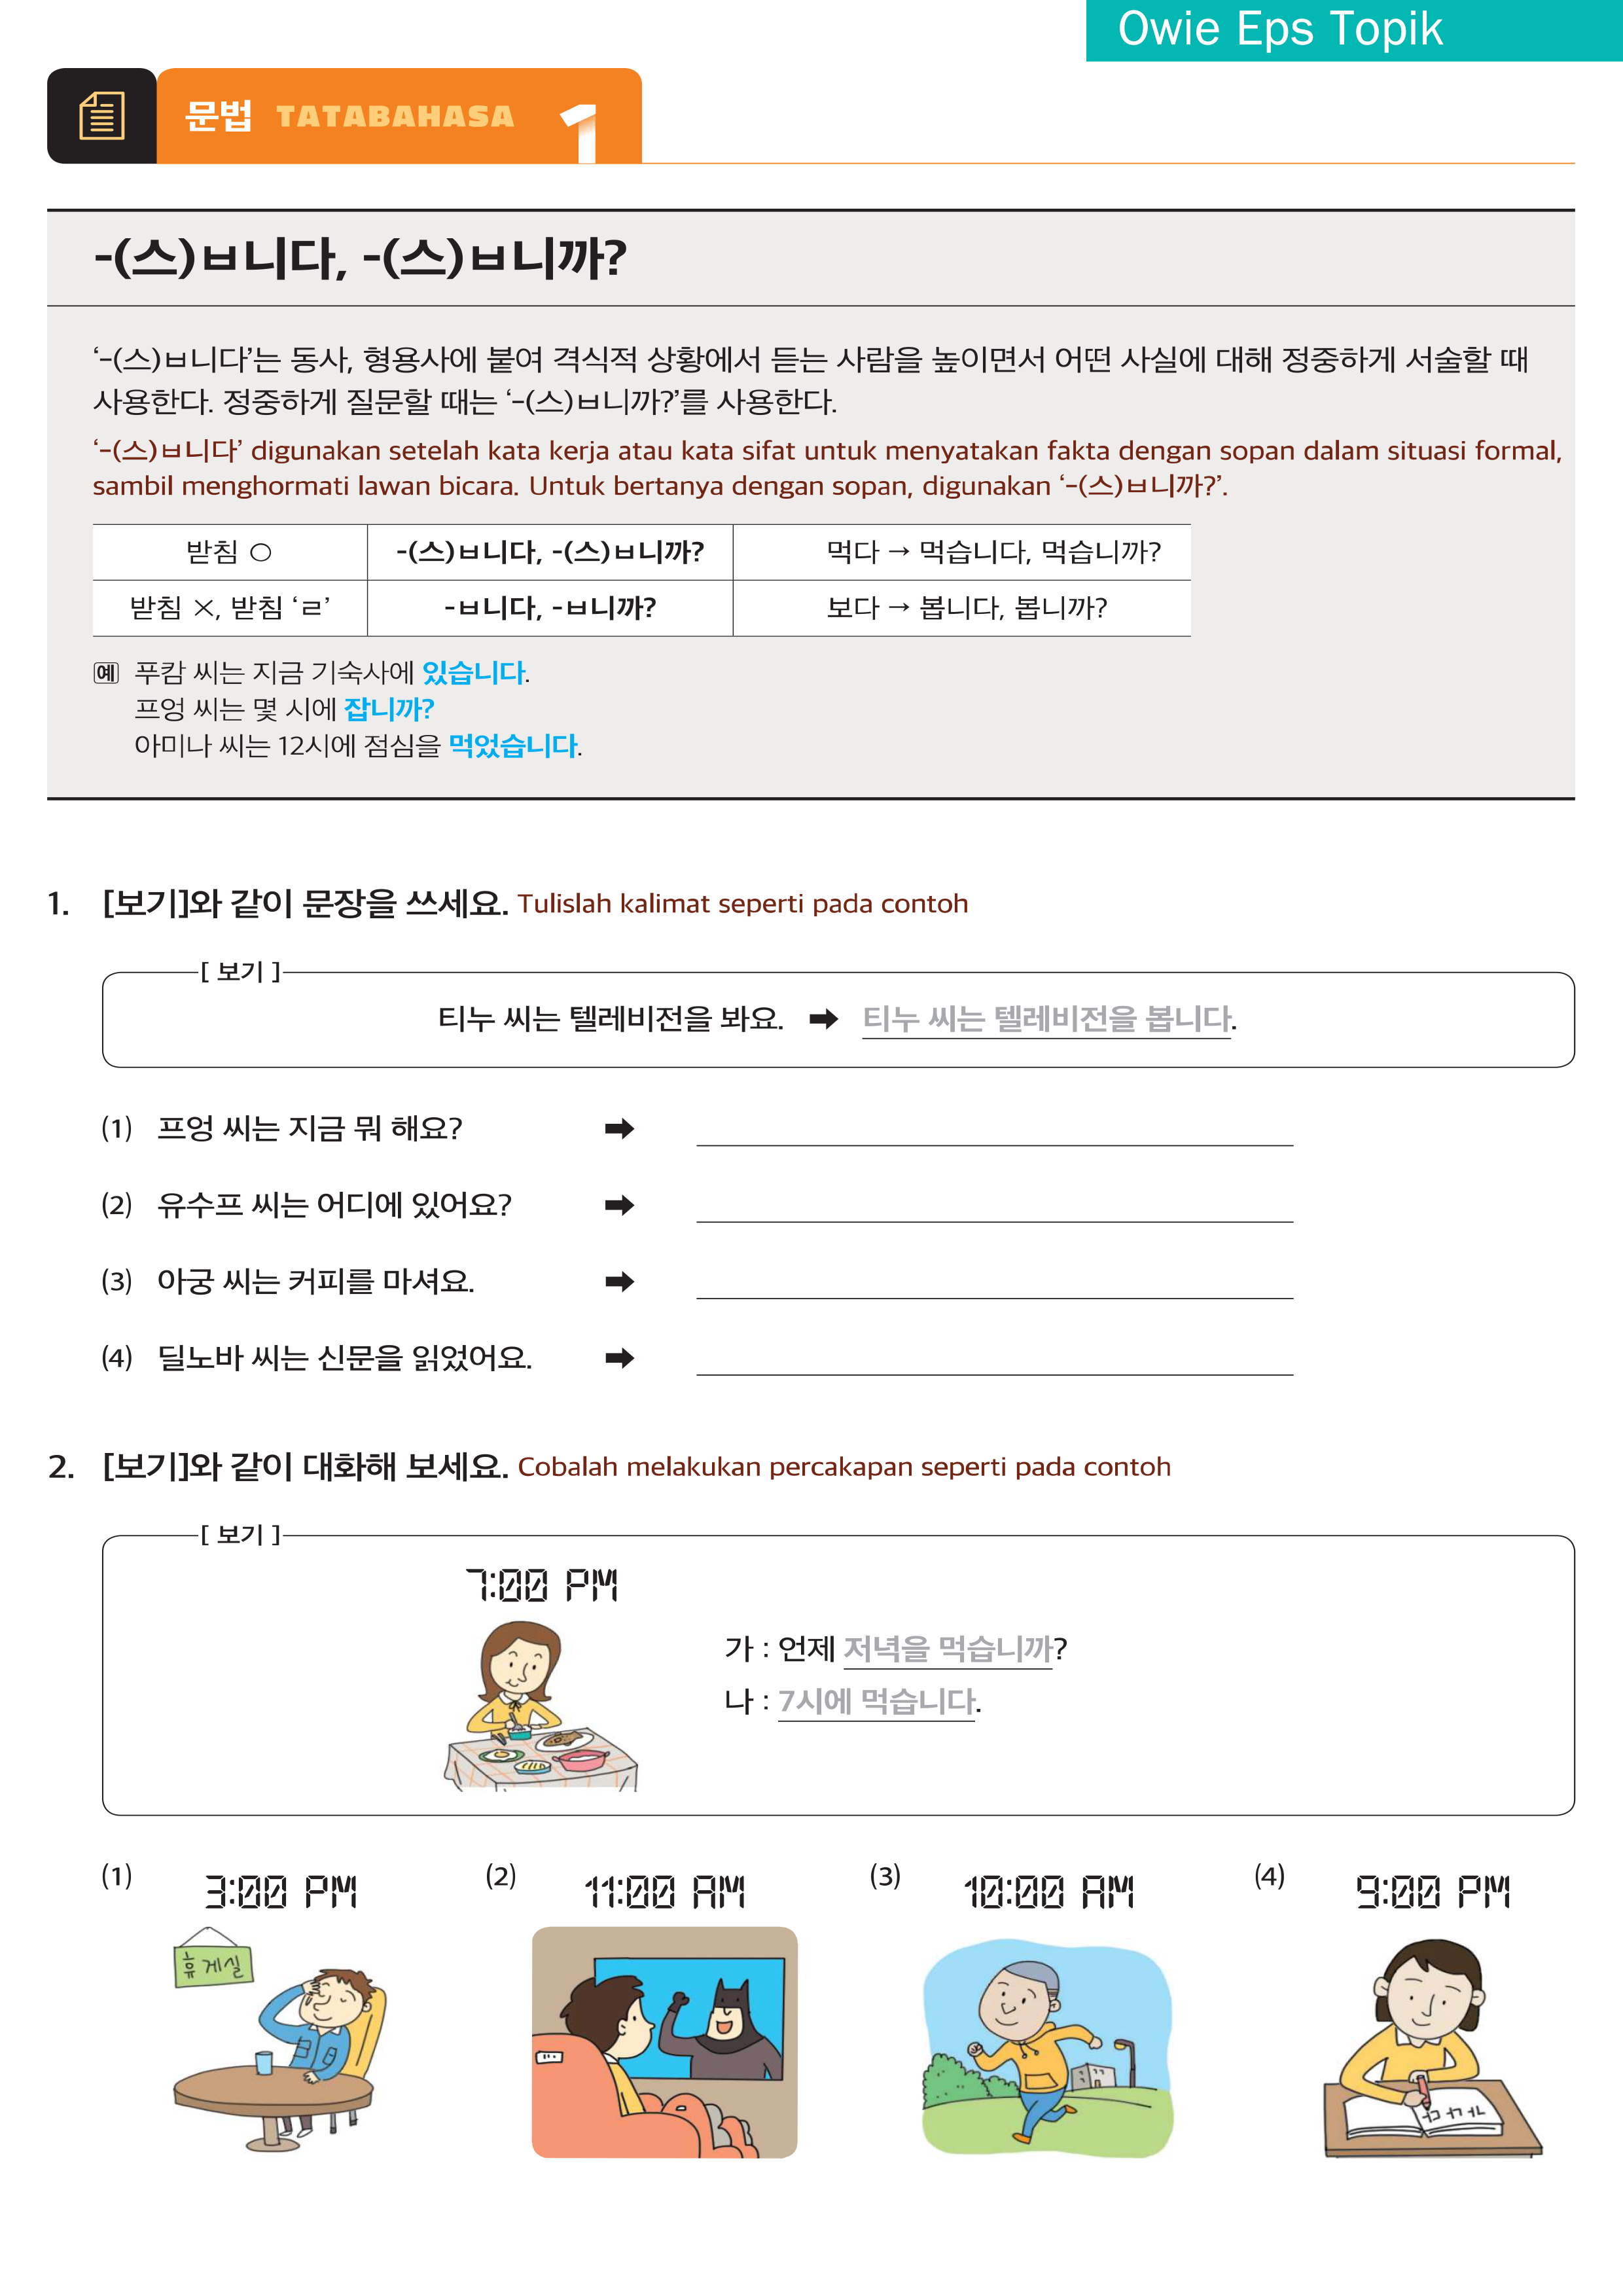 Owie Eps Topik
문법 TATABAHASA 1
-(스)ㅂ니다, -(스)ㅂ니까?
‘-(스)ㅂ니다’는 동사, 형용사에 붙여 격식적 상황에서 듣는 사람을 높이면서 어떤 사실에 대해 정중하게 서술할 때
사용한다. 정중하게 질문할 때는 ‘-(스)ㅂ니까?’를 사용한다.
‘-(스)ㅂ니다’ digunakan setelah kata kerja atau kata sifat untuk menyatakan fakta dengan sopan dalam situasi formal,
sambil menghormati lawan bicara. Untuk bertanya dengan sopan, digunakan ‘-(스)ㅂ니까?’.
받침 ○ -(스)ㅂ니다, -(스)ㅂ니까? 먹다 → 먹습니다, 먹습니까?
받침 ×, 받침 ‘ㄹ’ -ㅂ니다, -ㅂ니까? 보다 → 봅니다, 봅니까?
예 푸캄 씨는 지금 기숙사에 있습니다.
프엉 씨는 몇 시에 잡니까?
아미나 씨는 12시에 점심을 먹었습니다.
1. [보기]와 같이 문장을 쓰세요. Tulislah kalimat seperti pada contoh
[ 보기 ]
티누 씨는 텔레비전을 봐요. ➡ 티누 씨는 텔레비전을 봅니다.
(1) 프엉 씨는 지금 뭐 해요? ➡
(2) 유수프 씨는 어디에 있어요? ➡
(3) 아궁 씨는 커피를 마셔요. ➡
(4) 딜노바 씨는 신문을 읽었어요. ➡
2. [보기]와 같이 대화해 보세요. Cobalah melakukan percakapan seperti pada contoh
[ 보기 ]
7:00 PM
가 : 언제 저녁을 먹습니까?
나 : 7시에 먹습니다.
(1) 3:00 PM (2) 11:00 AM (3) 10:00 AM (4) 9:00 PM
휴게실